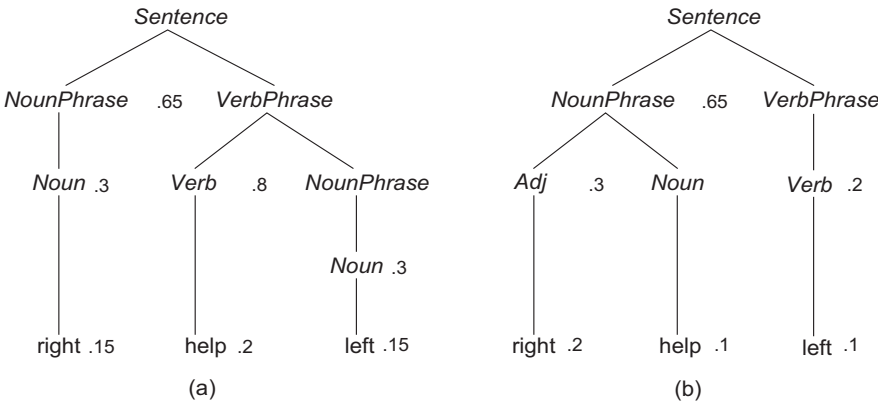 Sentence Sentence
NounPhrase .65 VerbPhrase NounPhrase .65 VerbPhrase
Noun .3 Verb .8 NounPhrase Adj .3 Noun Verb .2
Noun .3
right .15 help .2 left .15 right .2 help .1 left .1
(a) (b)